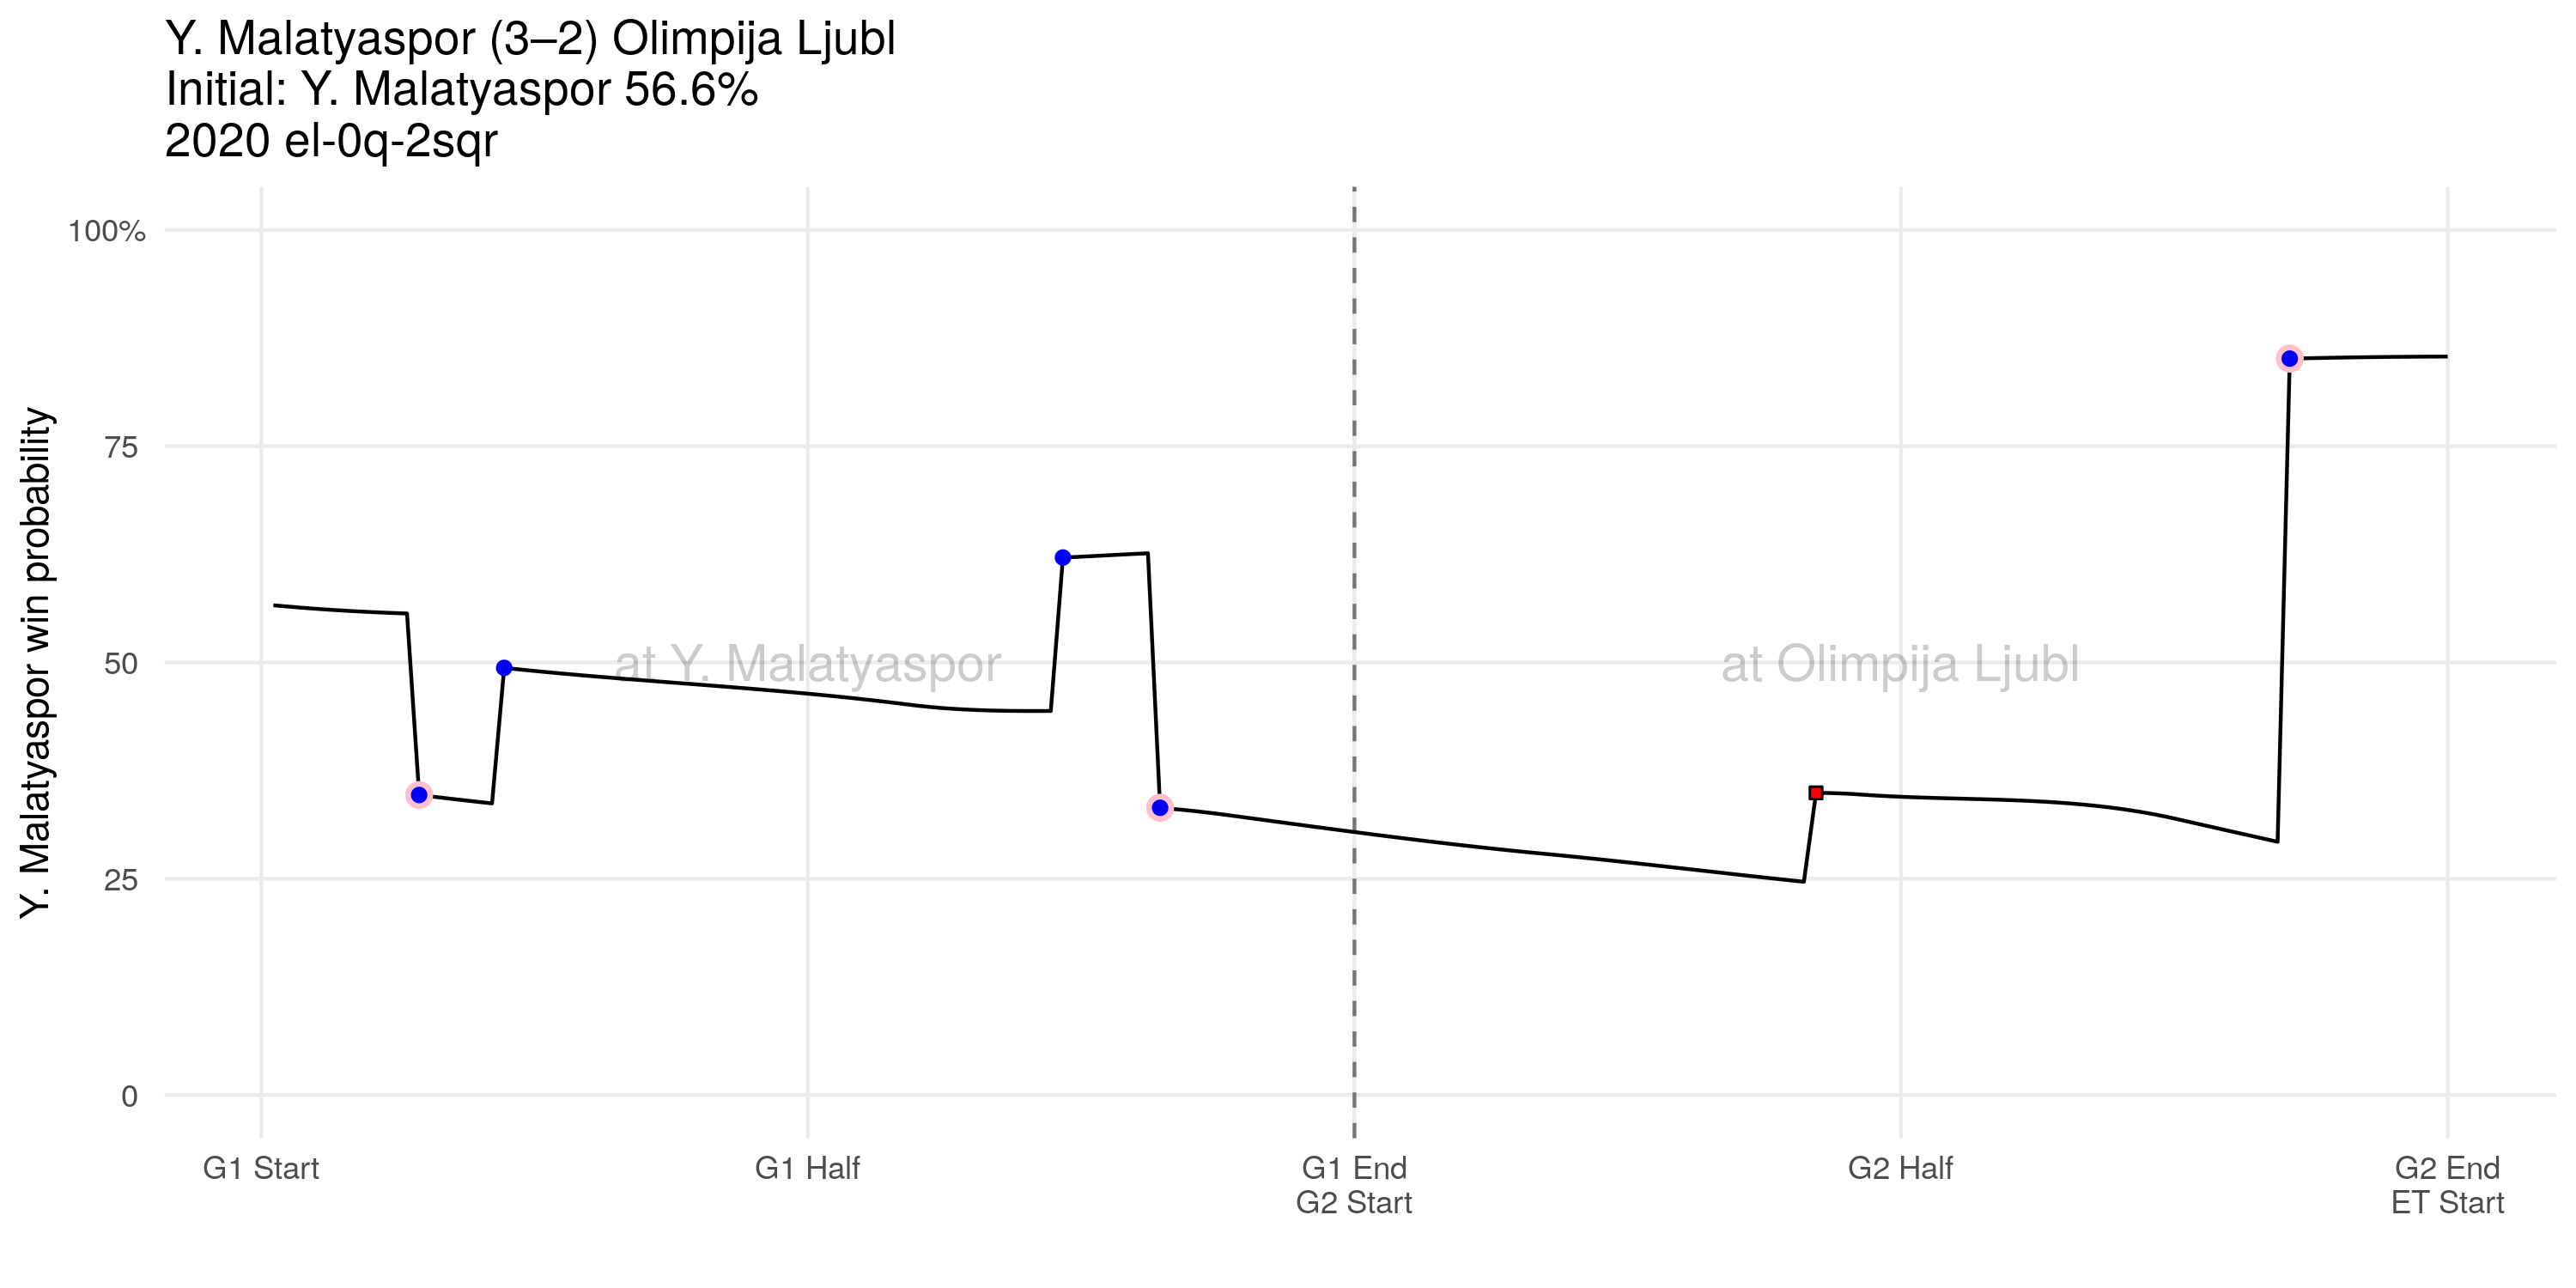 Y. Malatyaspor (3–2) Olimpija Ljubl
Initial: Y. Malatyaspor 56.6%
2020 el-0q-2sqr
Y. Malatyaspor win probability
100%
75
50
25
0
at Y. Malatyaspor
at Olimpija Ljubl
G1 Start
G1 Half
G1 End
G2 Start
G2 Half
G2 End
ET Start